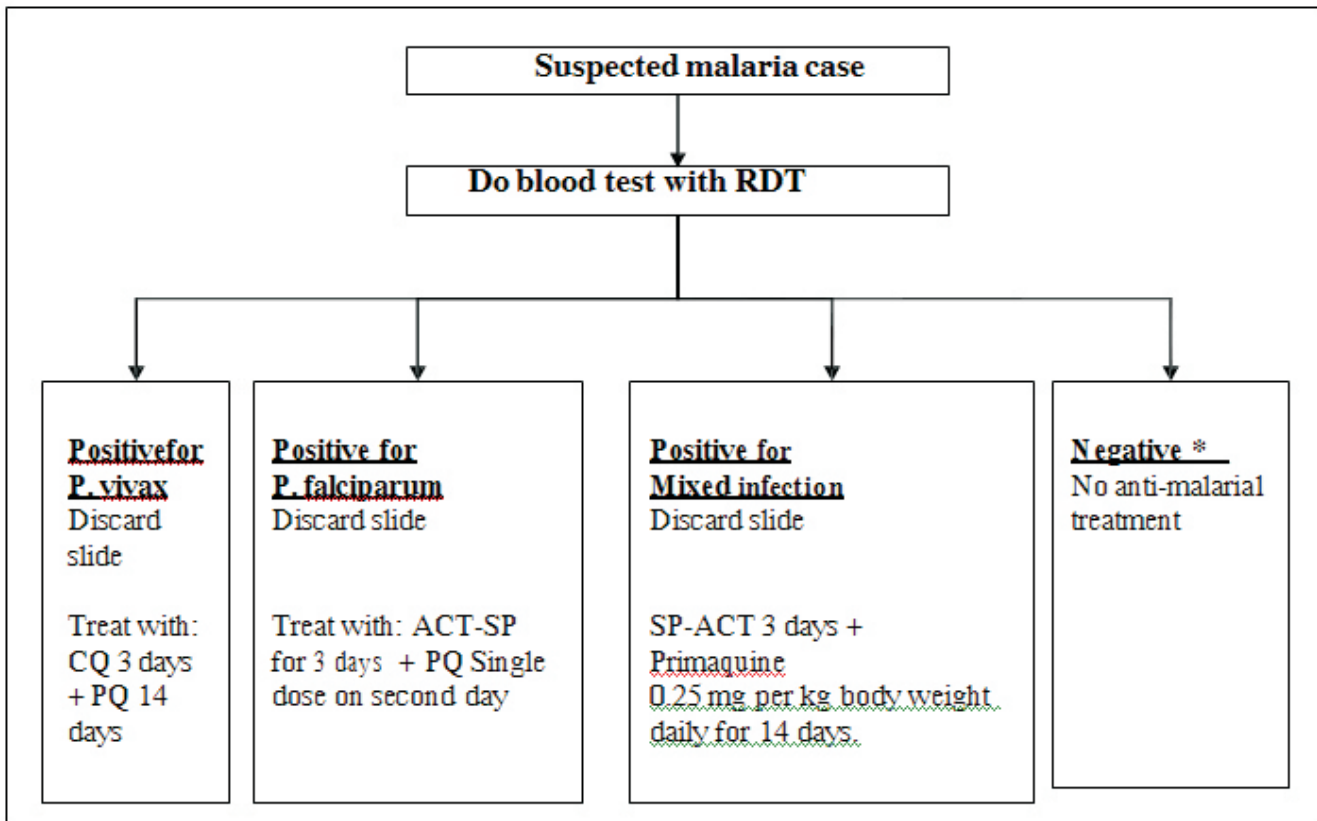 Suspected malaria case
Do blood test with RDT
Positivefor
P. vivax
Discard
slide
Treat with:
CQ 3 days
+ PQ 14
days
Positive for
P. falciparum
Discard slide
Treat with: ACT-SP
for 3 days + PQ Single
dose on second day
Positive for
Mixed infection
Discard slide
SP-ACT 3 days +
Primaquine
0.25 mg per kg body weight
daily for 14 days.
Negative *
No anti-malarial
treatment